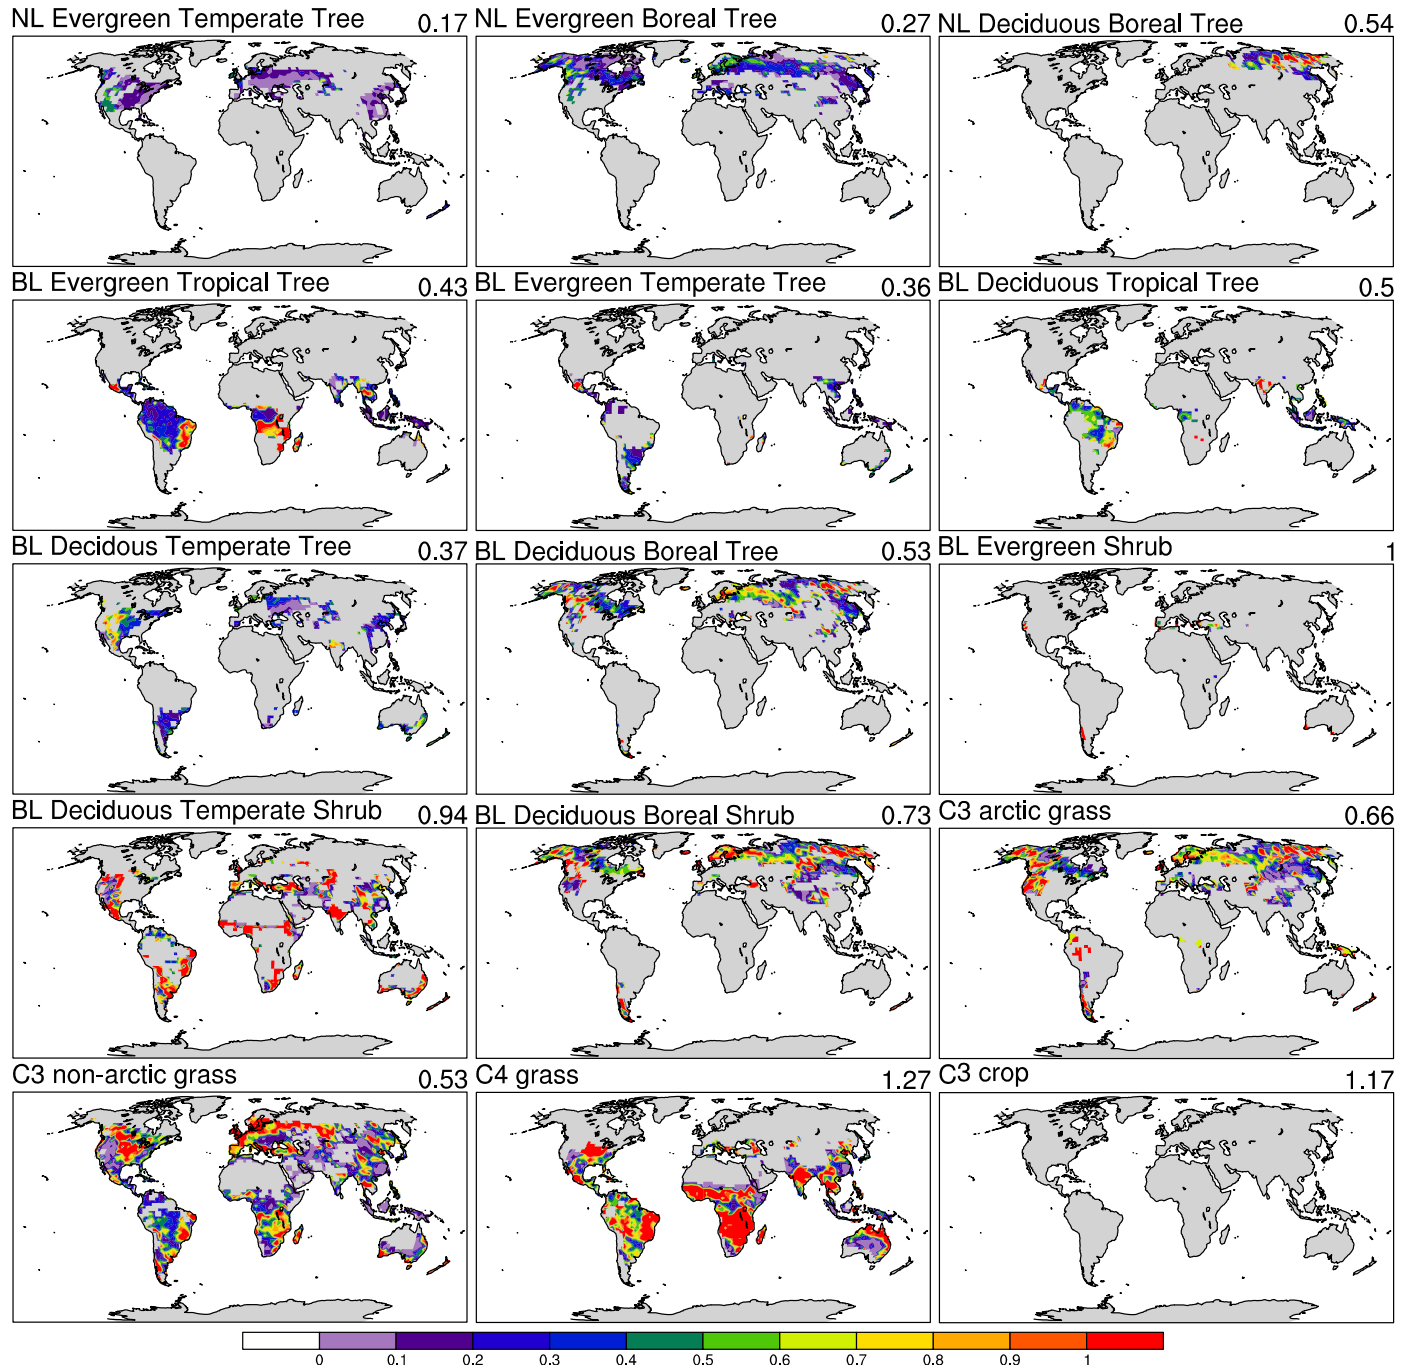 NL Evergreen Temperate Tree 0.17
NL Evergreen Boreal Tree 0.27
NL Deciduous Boreal Tree 0.54
BL Evergreen Tropical Tree 0.43
BL Evergreen Temperate Tree 0.36
BL Deciduous Tropical Tree 0.5
BL Decidous Temperate Tree 0.37
BL Deciduous Boreal Tree 0.53
BL Evergreen Shrub 1
BL Deciduous Temperate Shrub 0.94
BL Deciduous Boreal Shrub 0.73
C3 arctic grass 0.66
C3 non-arctic grass 0.53
C4 grass 1.27
C3 crop 1.17
0 0.1 0.2 0.3 0.4 0.5 0.6 0.7 0.8 0.9 1